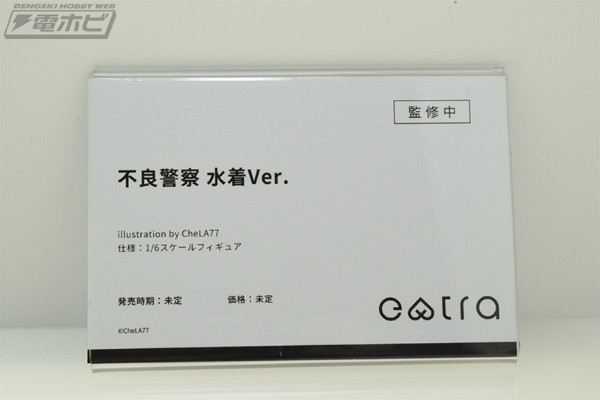 DENGEKI HOBBY WEB
電ホビ
監修中
不良警察 水着Ver.
illustration by CheLA77
仕様：1/6スケールフィギュア
発売時期：未定 価格：未定
extra
©CheLA77